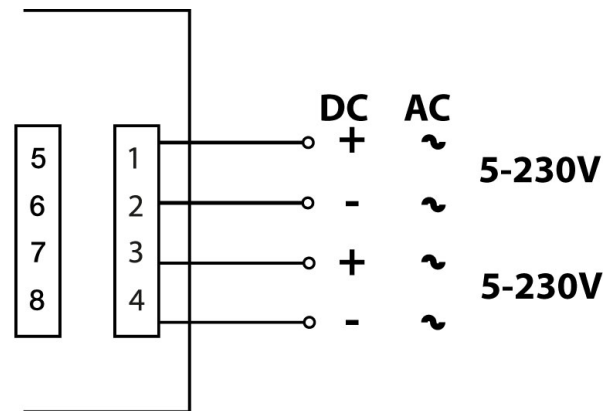 DC AC
5 1 + ~ 5-230V
6 2 - ~
7 3 + ~ 5-230V
8 4 - ~